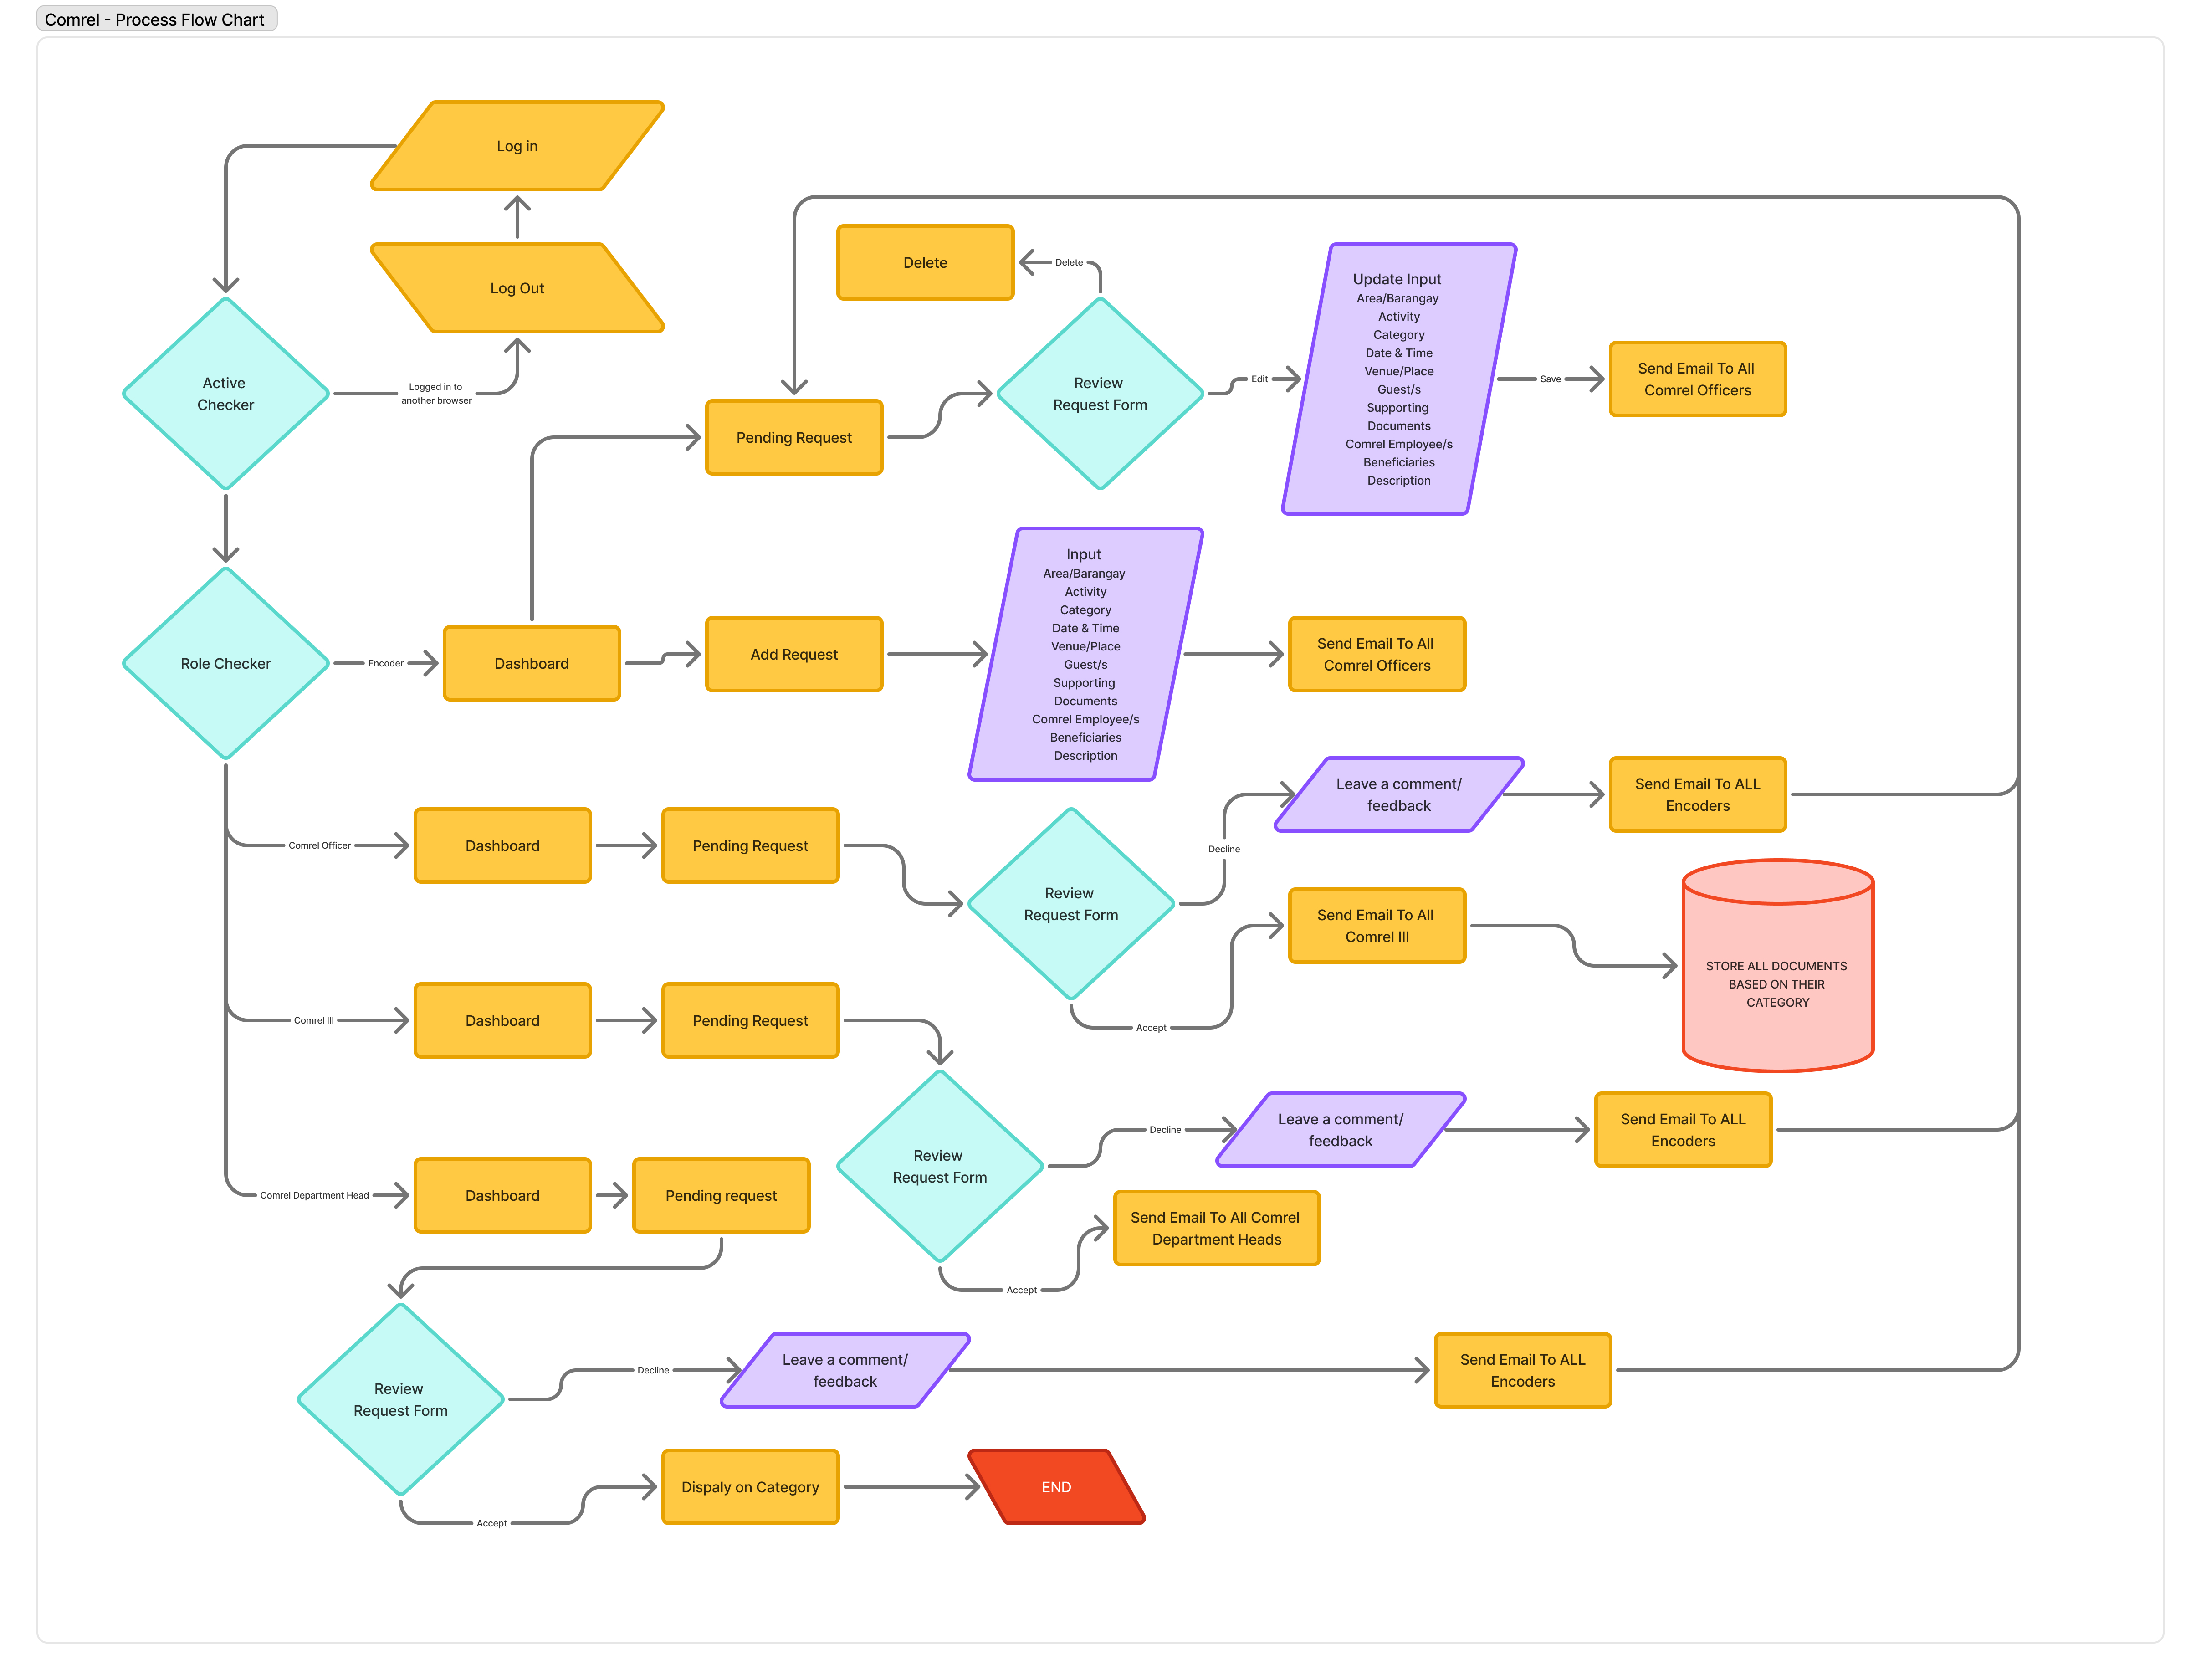 Comrel - Process Flow Chart
Log in
Log Out
Active
Checker
Logged in to
another browser
Delete
Delete
Pending Request
Review
Request Form
Edit
Update Input
Area/Barangay
Activity
Category
Date & Time
Venue/Place
Guest/s
Supporting
Documents
Comrel Employee/s
Beneficiaries
Description
Save
Send Email To All
Comrel Officers
Role Checker
Encoder
Dashboard
Add Request
Input
Area/Barangay
Activity
Category
Date & Time
Venue/Place
Guest/s
Supporting
Documents
Comrel Employee/s
Beneficiaries
Description
Send Email To All
Comrel Officers
Comrel Officer
Dashboard
Pending Request
Review
Request Form
Decline
Leave a comment/
feedback
Send Email To ALL
Encoders
Accept
Send Email To All
Comrel III
STORE ALL DOCUMENTS
BASED ON THEIR
CATEGORY
Comrel III
Dashboard
Pending Request
Review
Request Form
Decline
Leave a comment/
feedback
Send Email To ALL
Encoders
Accept
Send Email To All Comrel
Department Heads
Comrel Department Head
Dashboard
Pending request
Review
Request Form
Decline
Leave a comment/
feedback
Send Email To ALL
Encoders
Accept
Dispaly on Category
END